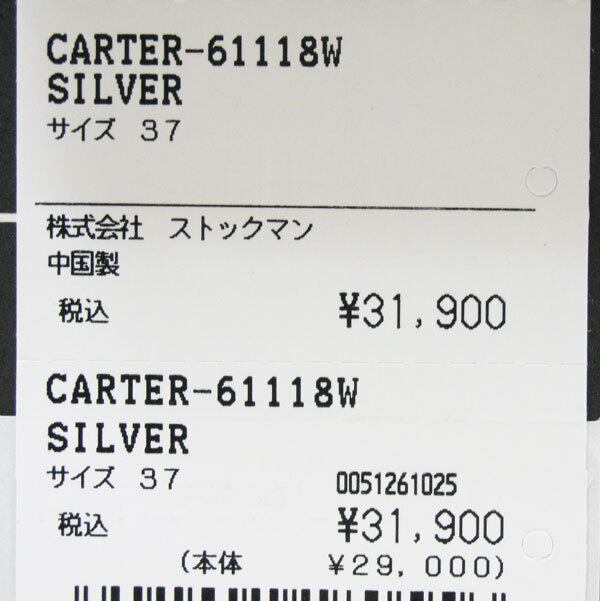 CARTER-61118W
SILVER
サイズ 37
株式会社 ストックマン
中国製
税込 ¥31,900
CARTER-61118W
SILVER
サイズ 37 0051261025
税込 ¥31,900
(本体 ¥29,000)